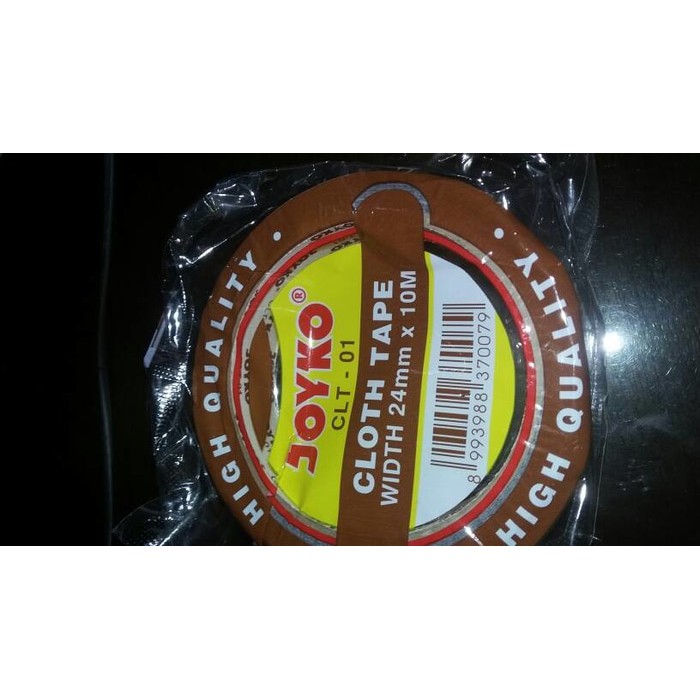 JOYKO®
CLT - 01
CLOTH TAPE
WIDTH 24mm x 10M
8 993988 370079
HIGH QUALITY •
HIGH QUALITY •